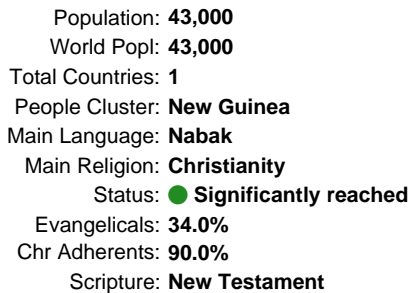 Population: 43,000
World Popl: 43,000
Total Countries: 1
People Cluster: New Guinea
Main Language: Nabak
Main Religion: Christianity
Status: Significantly reached
Evangelicals: 34.0%
Chr Adherents: 90.0%
Scripture: New Testament